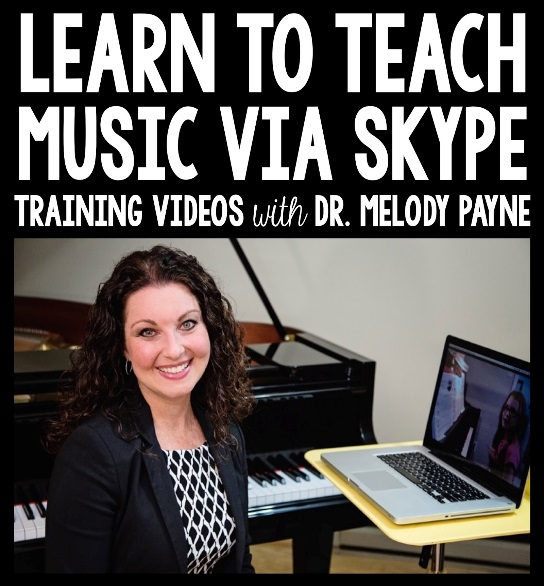 LEARN TO TEACH
MUSIC VIA SKYPE
TRAINING VIDEOS with DR. MELODY PAYNE